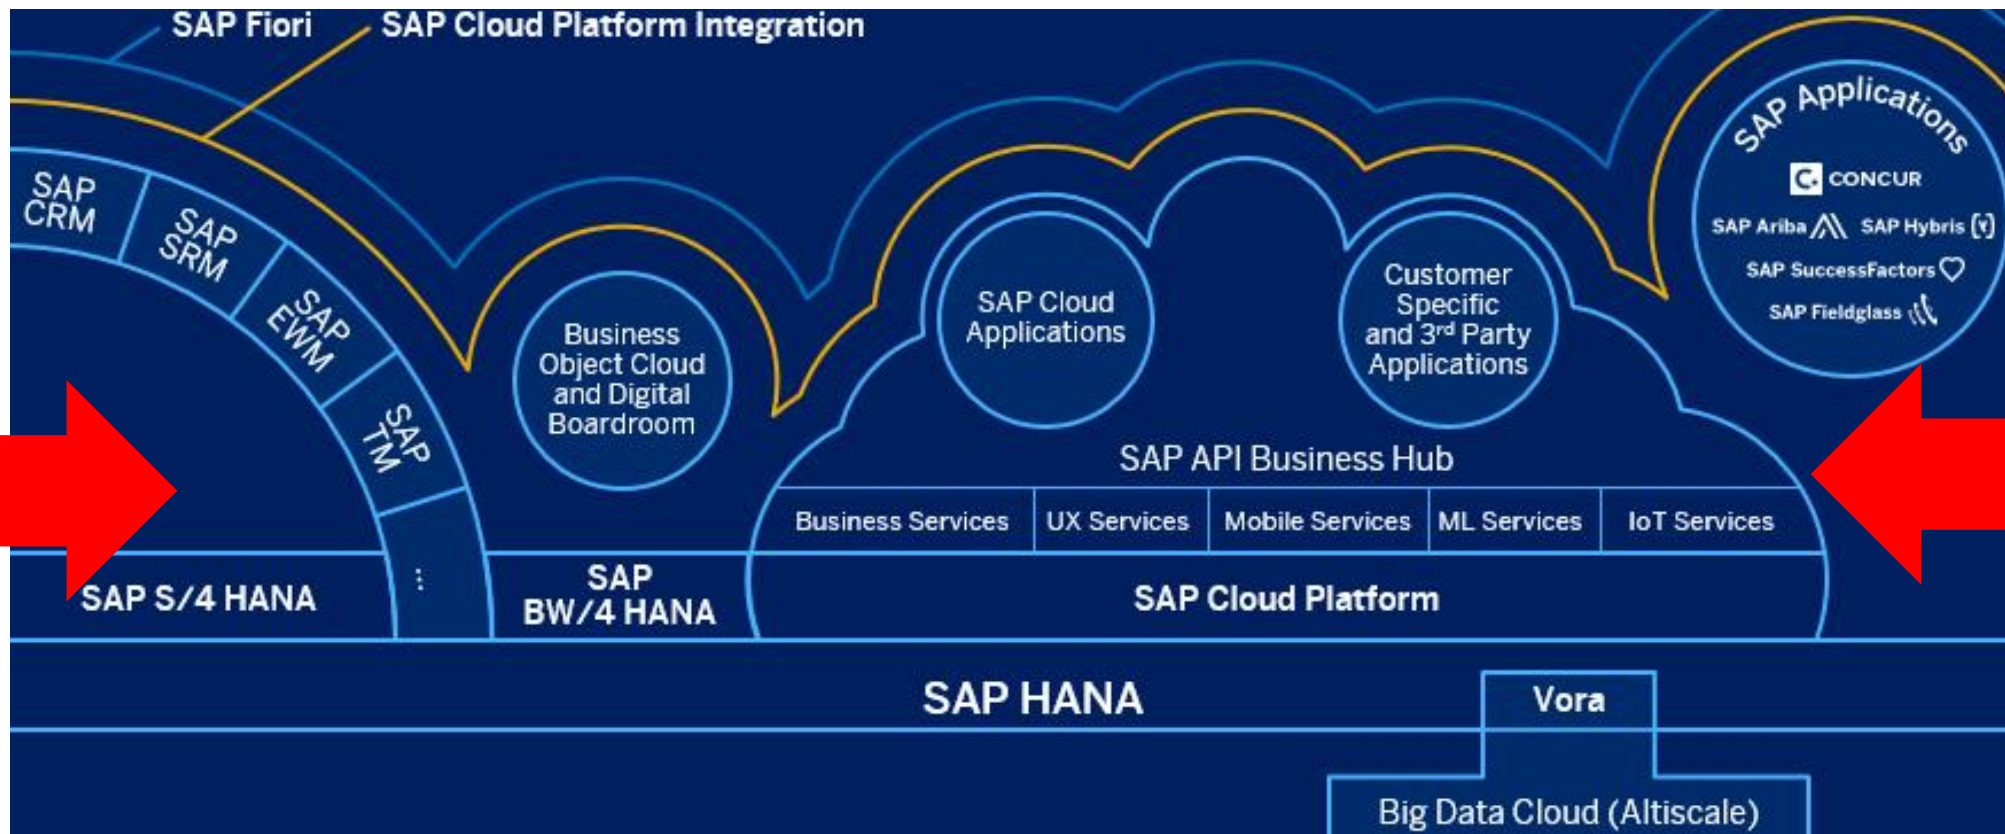 SAP Fiori
SAP Cloud Platform Integration
SAP
CRM
SAP
SRM
SAP
EWM
SAP
TM
...
Business
Object Cloud
and Digital
Boardroom
SAP Cloud
Applications
Customer
Specific
and 3rd Party
Applications
SAP Applications
C. CONCUR
SAP Ariba
SAP Hybris (Y)
SAP SuccessFactors
SAP Fieldglass
SAP API Business Hub
Business Services
UX Services
Mobile Services
ML Services
IoT Services
SAP S/4 HANA
SAP
BW/4 HANA
SAP Cloud Platform
SAP HANA
Vora
Big Data Cloud (Altiscale)